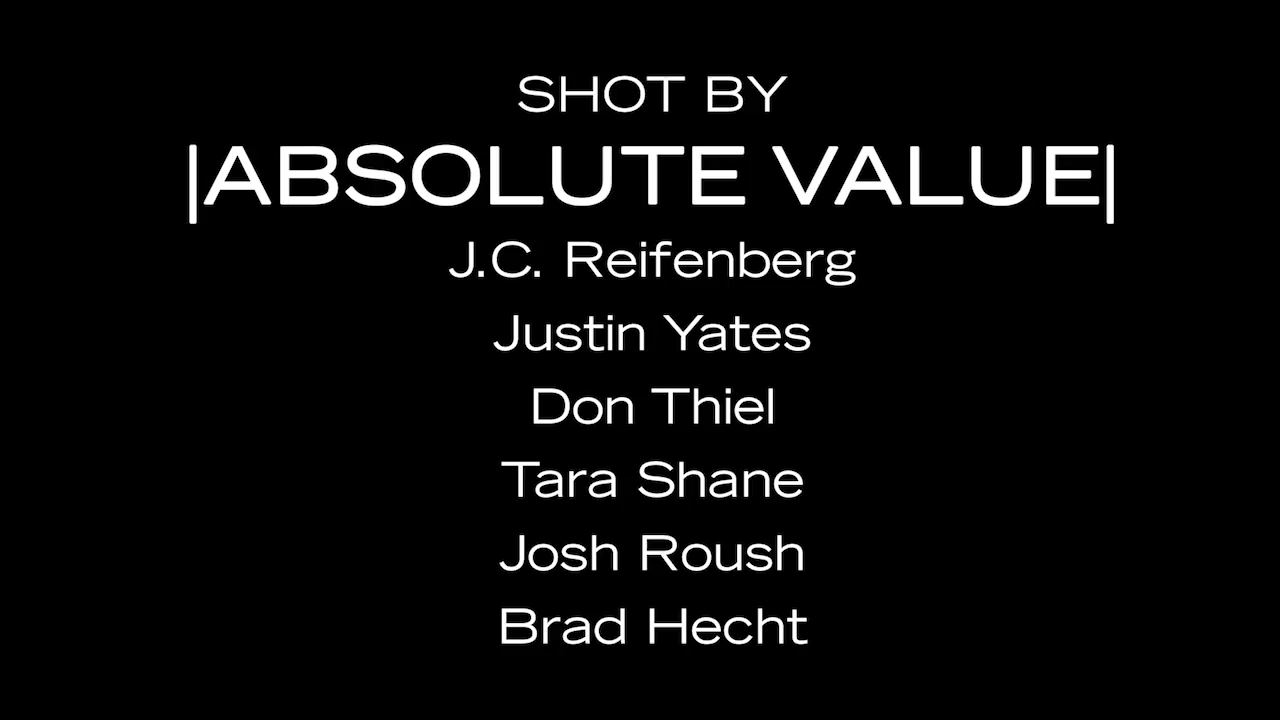 SHOT BY
|ABSOLUTE VALUE|
J.C. Reifenberg
Justin Yates
Don Thiel
Tara Shane
Josh Roush
Brad Hecht